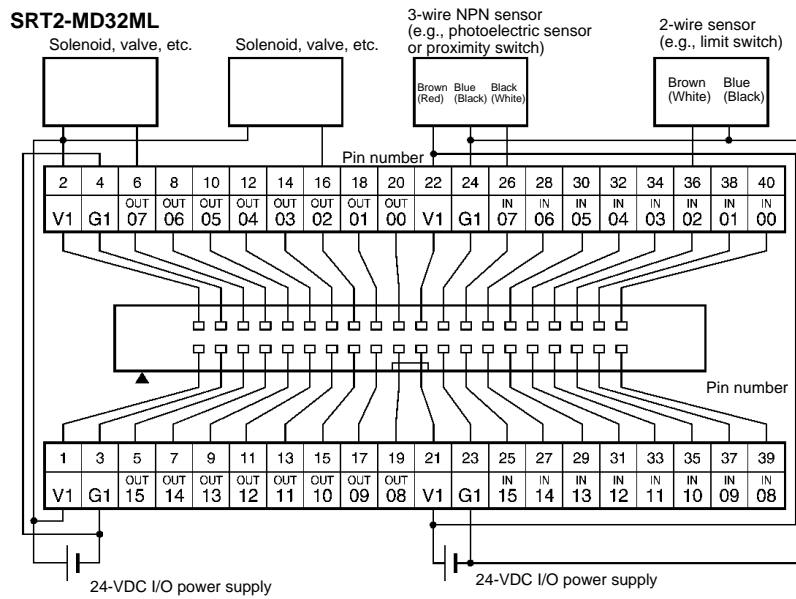 SRT2-MD32ML
Solenoid, valve, etc.
Solenoid, valve, etc.
3-wire NPN sensor
(e.g., photoelectric sensor
or proximity switch)
2-wire sensor
(e.g., limit switch)
Brown Blue Black
(Red) (Black) (White)
Brown Blue
(White) (Black)
Pin number
2 4 6 8 10 12 14 16 18 20 22 24 26 28 30 32 34 36 38 40
OUT OUT OUT OUT OUT OUT OUT OUT IN IN IN IN IN IN IN IN
V1 G1 07 06 05 04 03 02 01 00 V1 G1 07 06 05 04 03 02 01 00
Pin number
1 3 5 7 9 11 13 15 17 19 21 23 25 27 29 31 33 35 37 39
OUT OUT OUT OUT OUT OUT OUT OUT IN IN IN IN IN IN IN IN
V1 G1 15 14 13 12 11 10 09 08 V1 G1 15 14 13 12 11 10 09 08
24-VDC I/O power supply
24-VDC I/O power supply